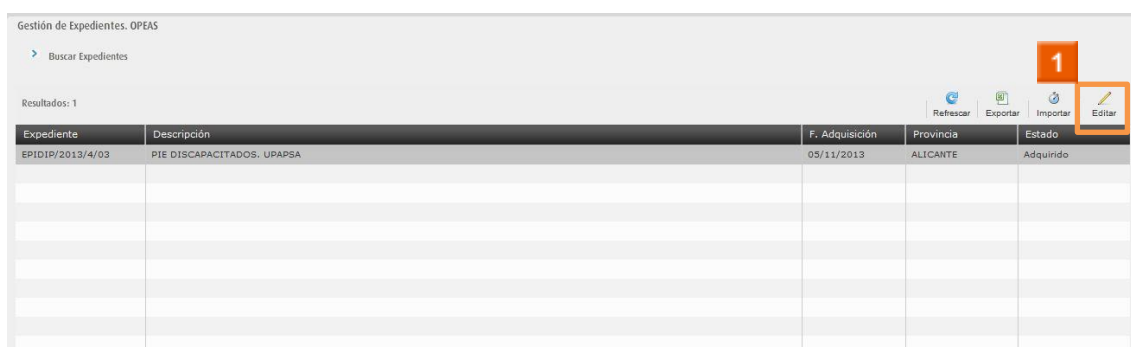 Gestión de Expedientes. OPEAS
Buscar Expedientes
1
Resultados: 1
Refrescar Exportar Importar Editar
Expediente Descripción F. Adquisición Provincia Estado
EPIDIP/2013/4/03 PIE DISCAPACITADOS. UPAPSA 05/11/2013 ALICANTE Adquirido